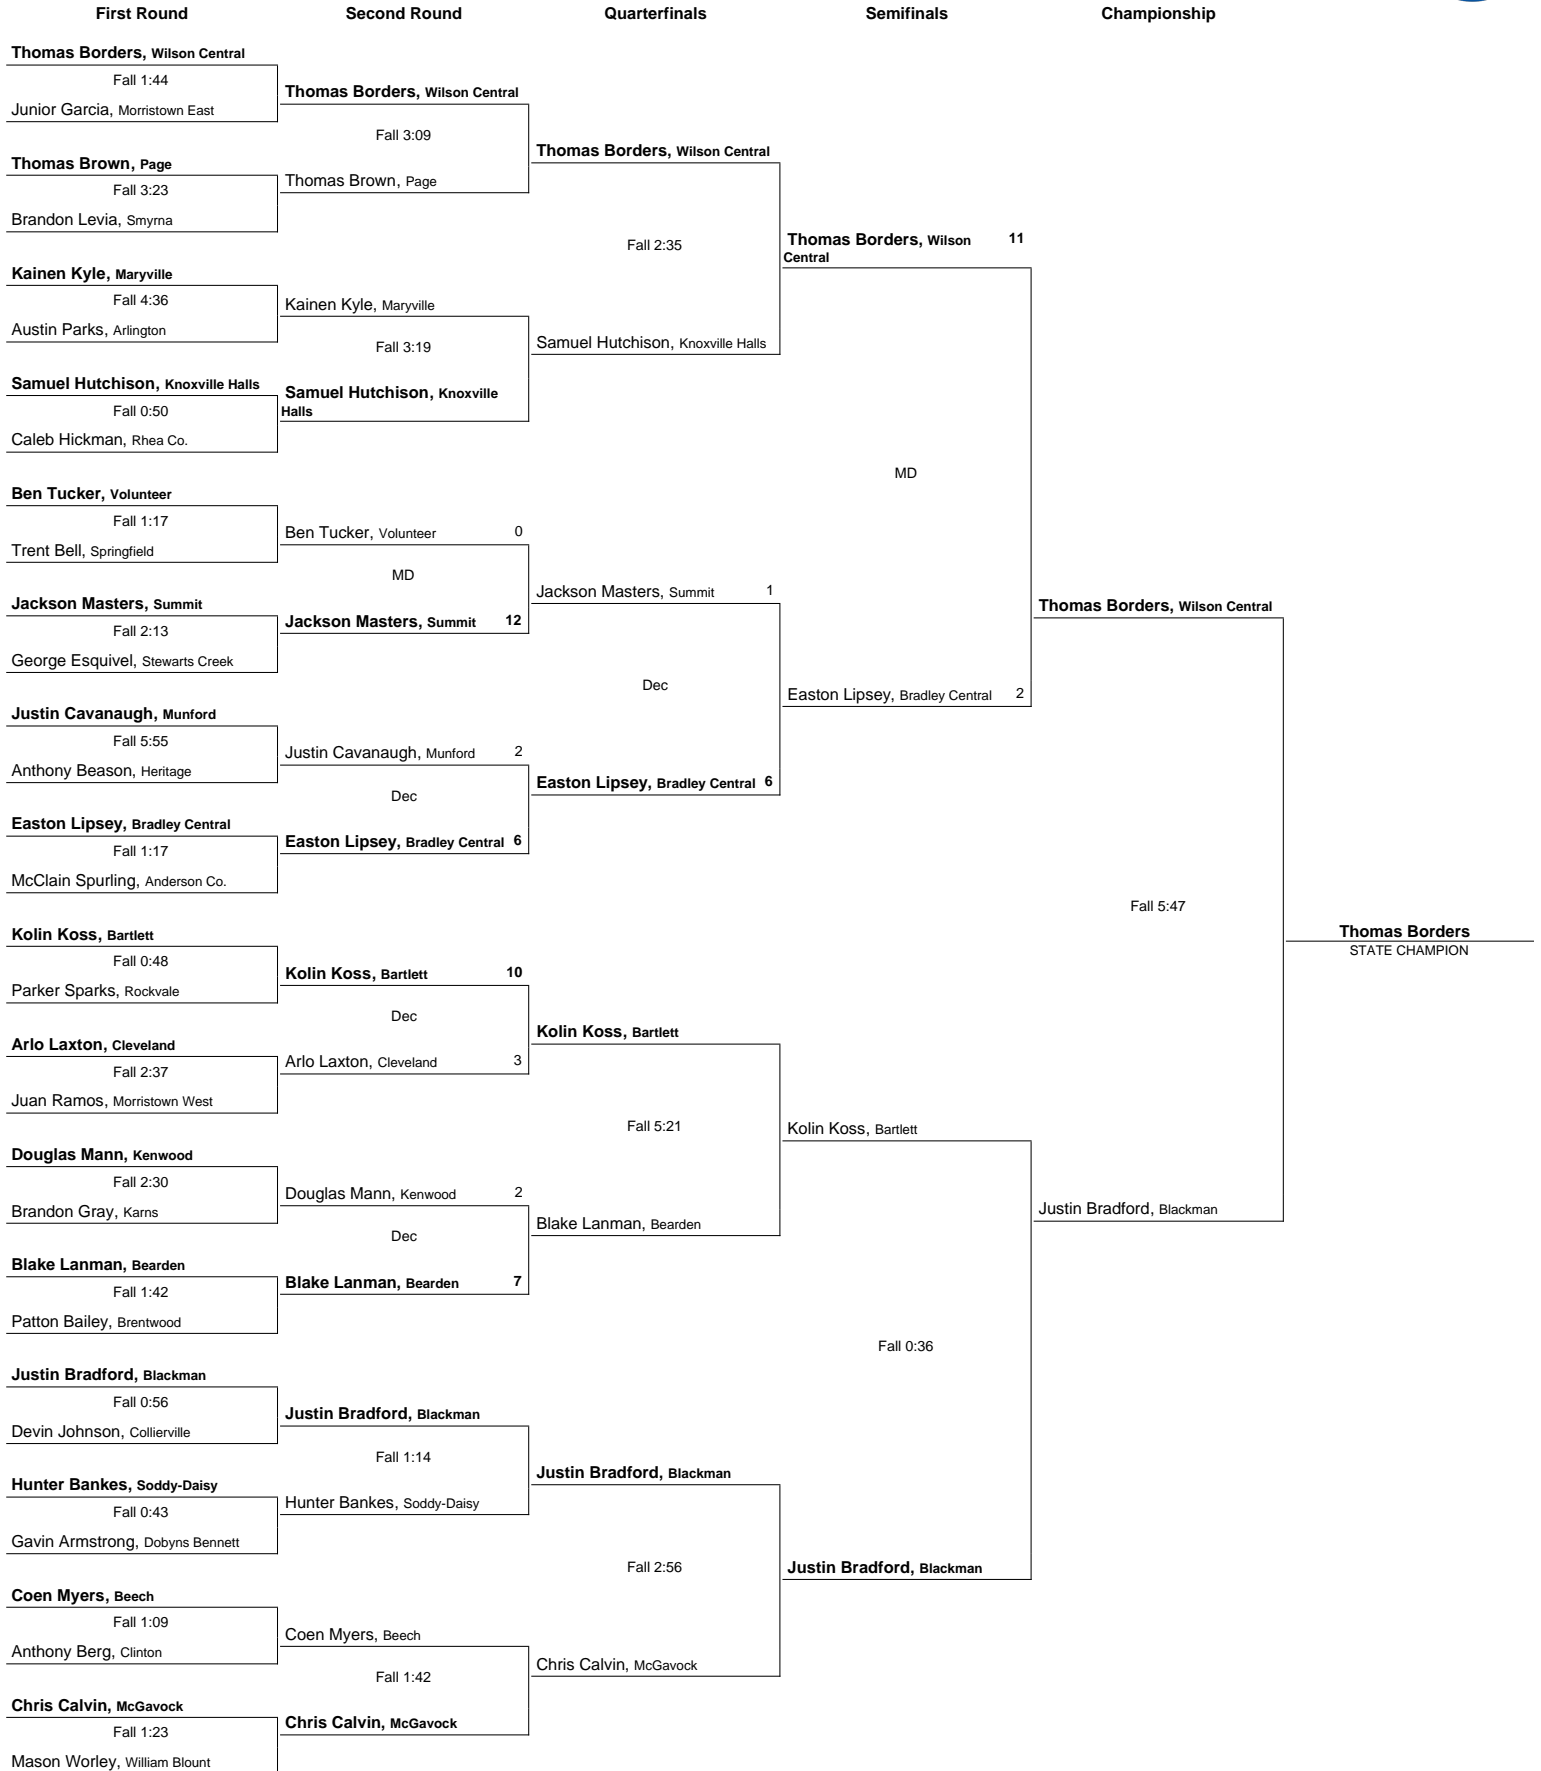 First Round
Second Round
Quarterfinals
Semifinals
Championship
Thomas Borders, Wilson Central
Fall 1:44
Junior Garcia, Morristown East
Thomas Brown, Page
Fall 3:23
Brandon Levia, Smyrna
Kainen Kyle, Maryville
Fall 4:36
Austin Parks, Arlington
Samuel Hutchison, Knoxville Halls
Fall 0:50
Caleb Hickman, Rhea Co.
Ben Tucker, Volunteer
Fall 1:17
Trent Bell, Springfield
Jackson Masters, Summit
Fall 2:13
George Esquivel, Stewarts Creek
Justin Cavanaugh, Munford
Fall 5:55
Anthony Beason, Heritage
Easton Lipsey, Bradley Central
Fall 1:17
McClain Spurling, Anderson Co.
Kolin Koss, Bartlett
Fall 0:48
Parker Sparks, Rockvale
Arlo Laxton, Cleveland
Fall 2:37
Juan Ramos, Morristown West
Douglas Mann, Kenwood
Fall 2:30
Brandon Gray, Karns
Blake Lanman, Bearden
Fall 1:42
Patton Bailey, Brentwood
Justin Bradford, Blackman
Fall 0:56
Devin Johnson, Collierville
Hunter Bankes, Soddy-Daisy
Fall 0:43
Gavin Armstrong, Dobyns Bennett
Coen Myers, Beech
Fall 1:09
Anthony Berg, Clinton
Chris Calvin, McGavock
Fall 1:23
Mason Worley, William Blount
Thomas Borders, Wilson Central
Fall 3:09
Thomas Brown, Page
Kainen Kyle, Maryville
Fall 3:19
Samuel Hutchison, Knoxville
Halls
Ben Tucker, Volunteer 0
MD
Jackson Masters, Summit 12
Justin Cavanaugh, Munford 2
Dec
Easton Lipsey, Bradley Central 6
Kolin Koss, Bartlett 10
Dec
Arlo Laxton, Cleveland 3
Douglas Mann, Kenwood 2
Dec
Blake Lanman, Bearden 7
Justin Bradford, Blackman
Fall 1:14
Hunter Bankes, Soddy-Daisy
Coen Myers, Beech
Fall 1:42
Chris Calvin, McGavock
Thomas Borders, Wilson Central
Fall 2:35
Samuel Hutchison, Knoxville Halls
Jackson Masters, Summit 1
Dec
Easton Lipsey, Bradley Central 6
Kolin Koss, Bartlett
Fall 5:21
Blake Lanman, Bearden
Justin Bradford, Blackman
Fall 2:56
Chris Calvin, McGavock
Thomas Borders, Wilson 11
Central
MD
Easton Lipsey, Bradley Central 2
Kolin Koss, Bartlett
Fall 0:36
Justin Bradford, Blackman
Thomas Borders, Wilson Central
Fall 5:47
Justin Bradford, Blackman
Thomas Borders
STATE CHAMPION